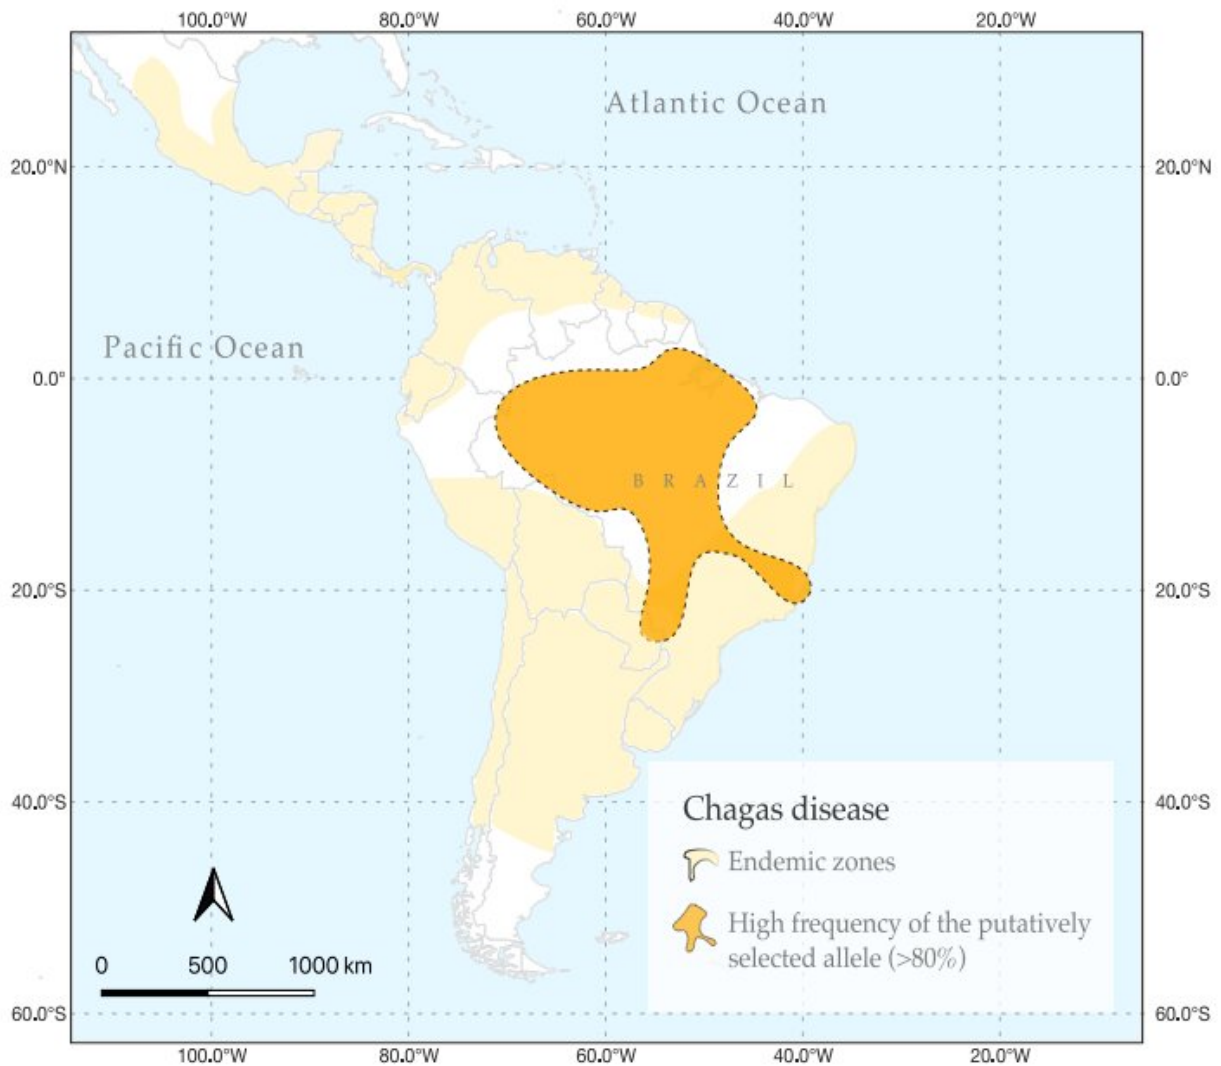 100.0°W 80.0°W 60.0°W 40.0°W 20.0°W
Atlantic Ocean
20.0°N 20.0°N
Pacific Ocean
0.0° 0.0°
BRAZIL
20.0°S 20.0°S
40.0°S 40.0°S
Chagas disease
Endemic zones
High frequency of the putatively
selected allele (>80%)
0 500 1000 km
60.0°S 60.0°S
100.0°W 80.0°W 60.0°W 40.0°W 20.0°W